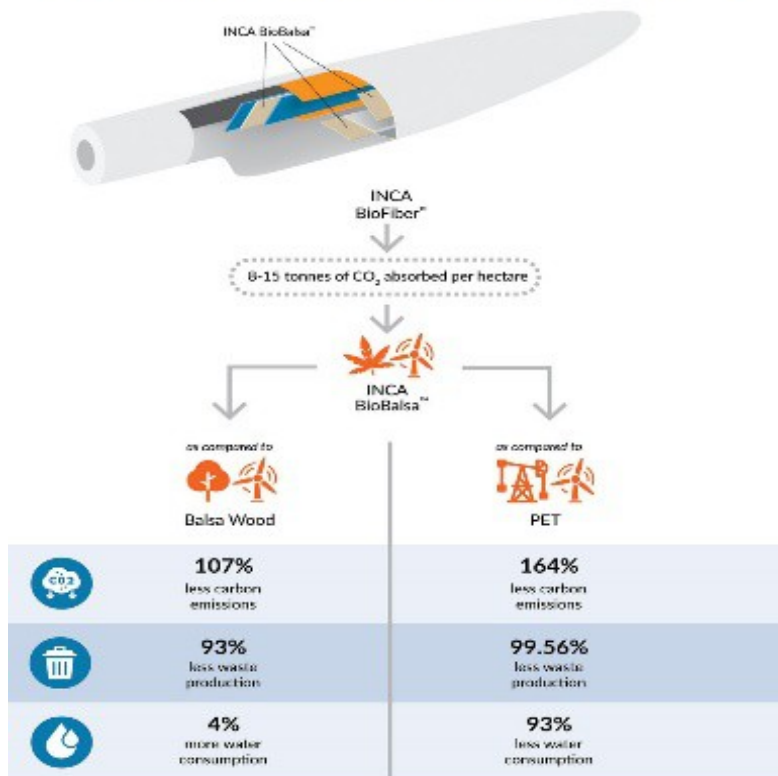 INCA BioBalsa™
INCA
BioFiber™
8-15 tonnes of CO₂ absorbed per hectare
INCA
BioBalsa™
as compared to
Balsa Wood
as compared to
PET
CO2
107%
less carbon
emissions
164%
less carbon
emissions
93%
less waste
production
99.56%
less waste
production
4%
more water
consumption
93%
less water
consumption